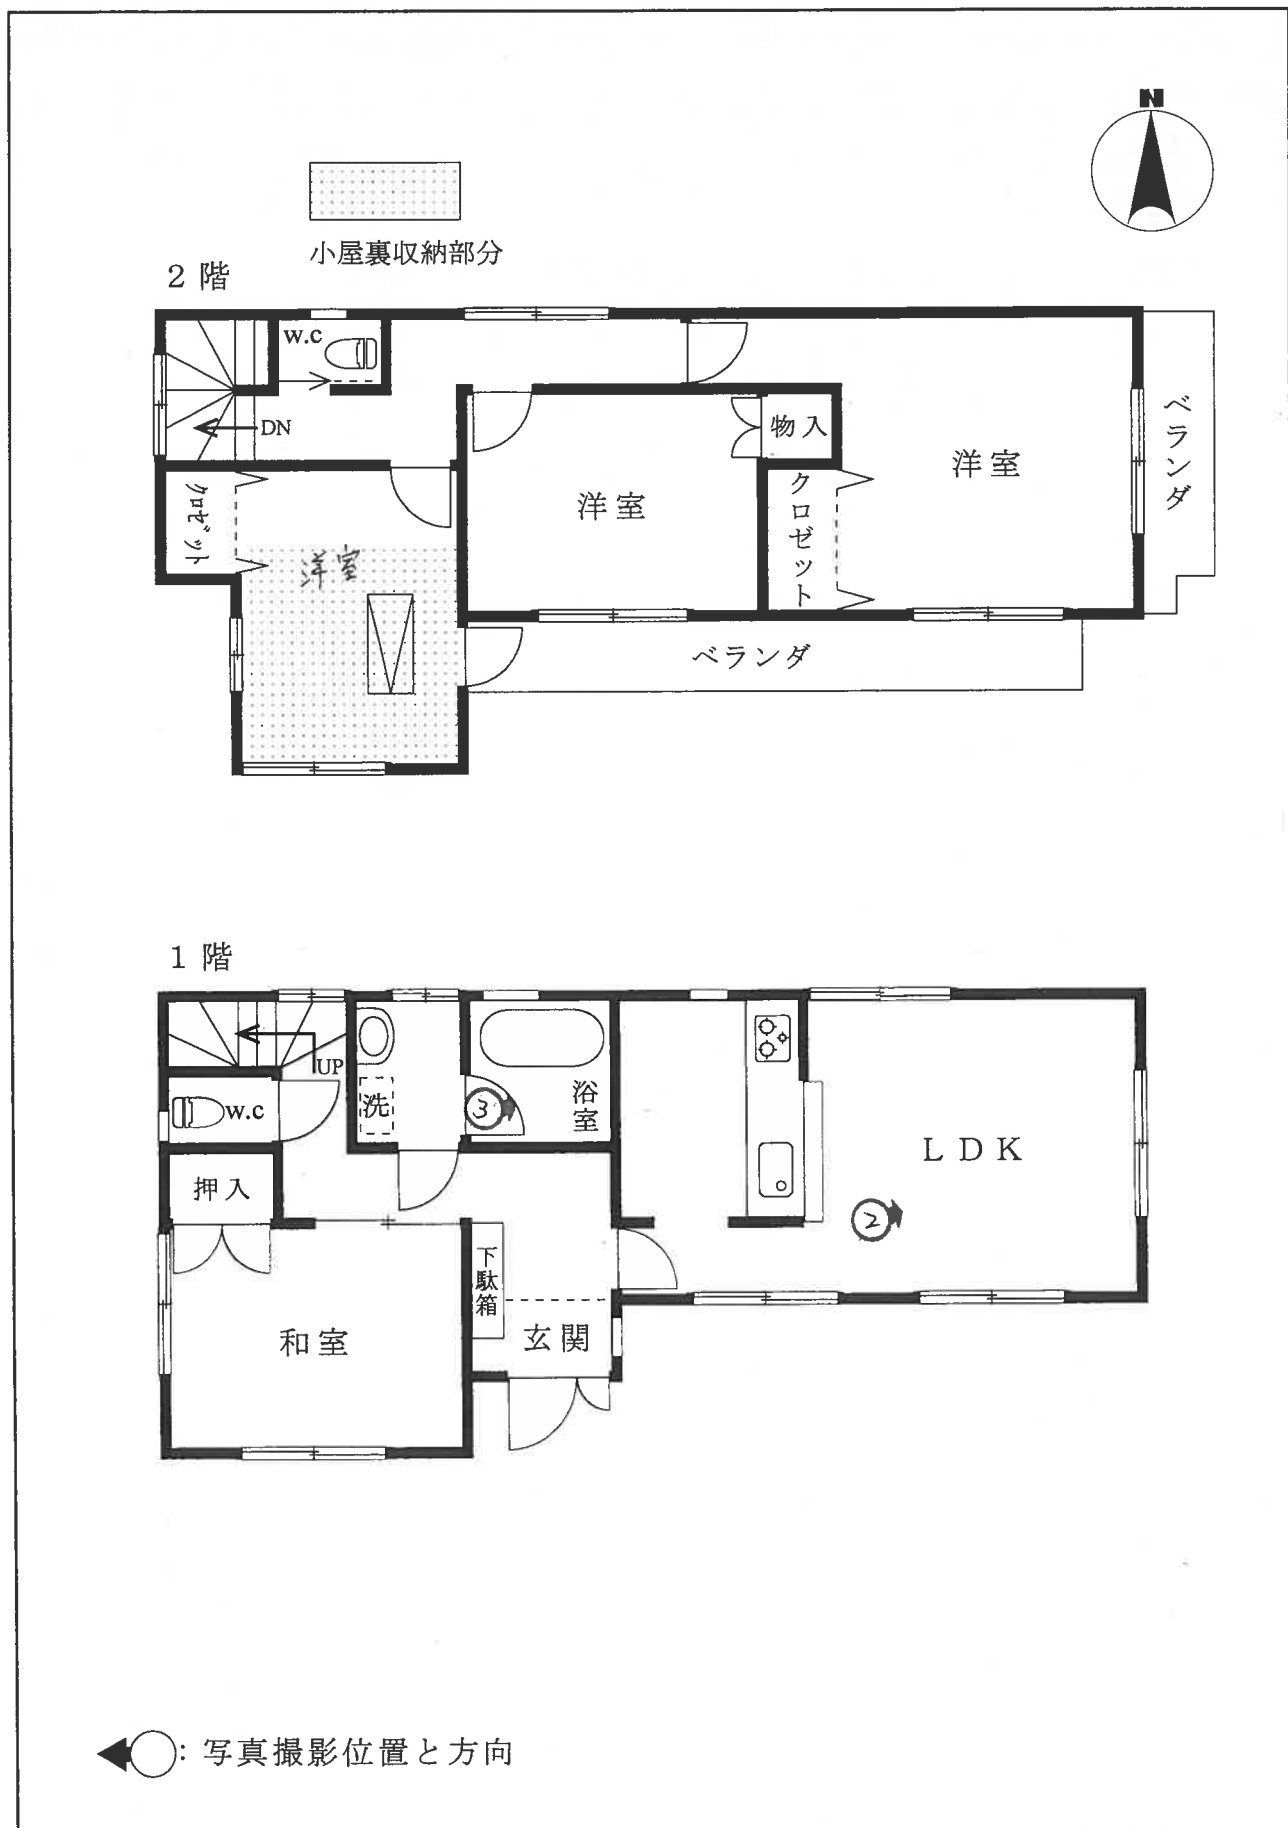 N
小屋裏収納部分
2 階
w.c
DN
物入
洋室
ベランダ
クロゼット
洋室
クロゼット
洋室
ベランダ
1 階
UP
w.c
洗
③
浴室
LDK
②
押入
下駄箱
和室
玄関
：写真撮影位置と方向